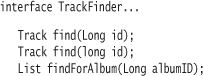 interface TrackFinder...
Track find(Long id);
Track find(long id);
List findForAlbum(Long albumID);